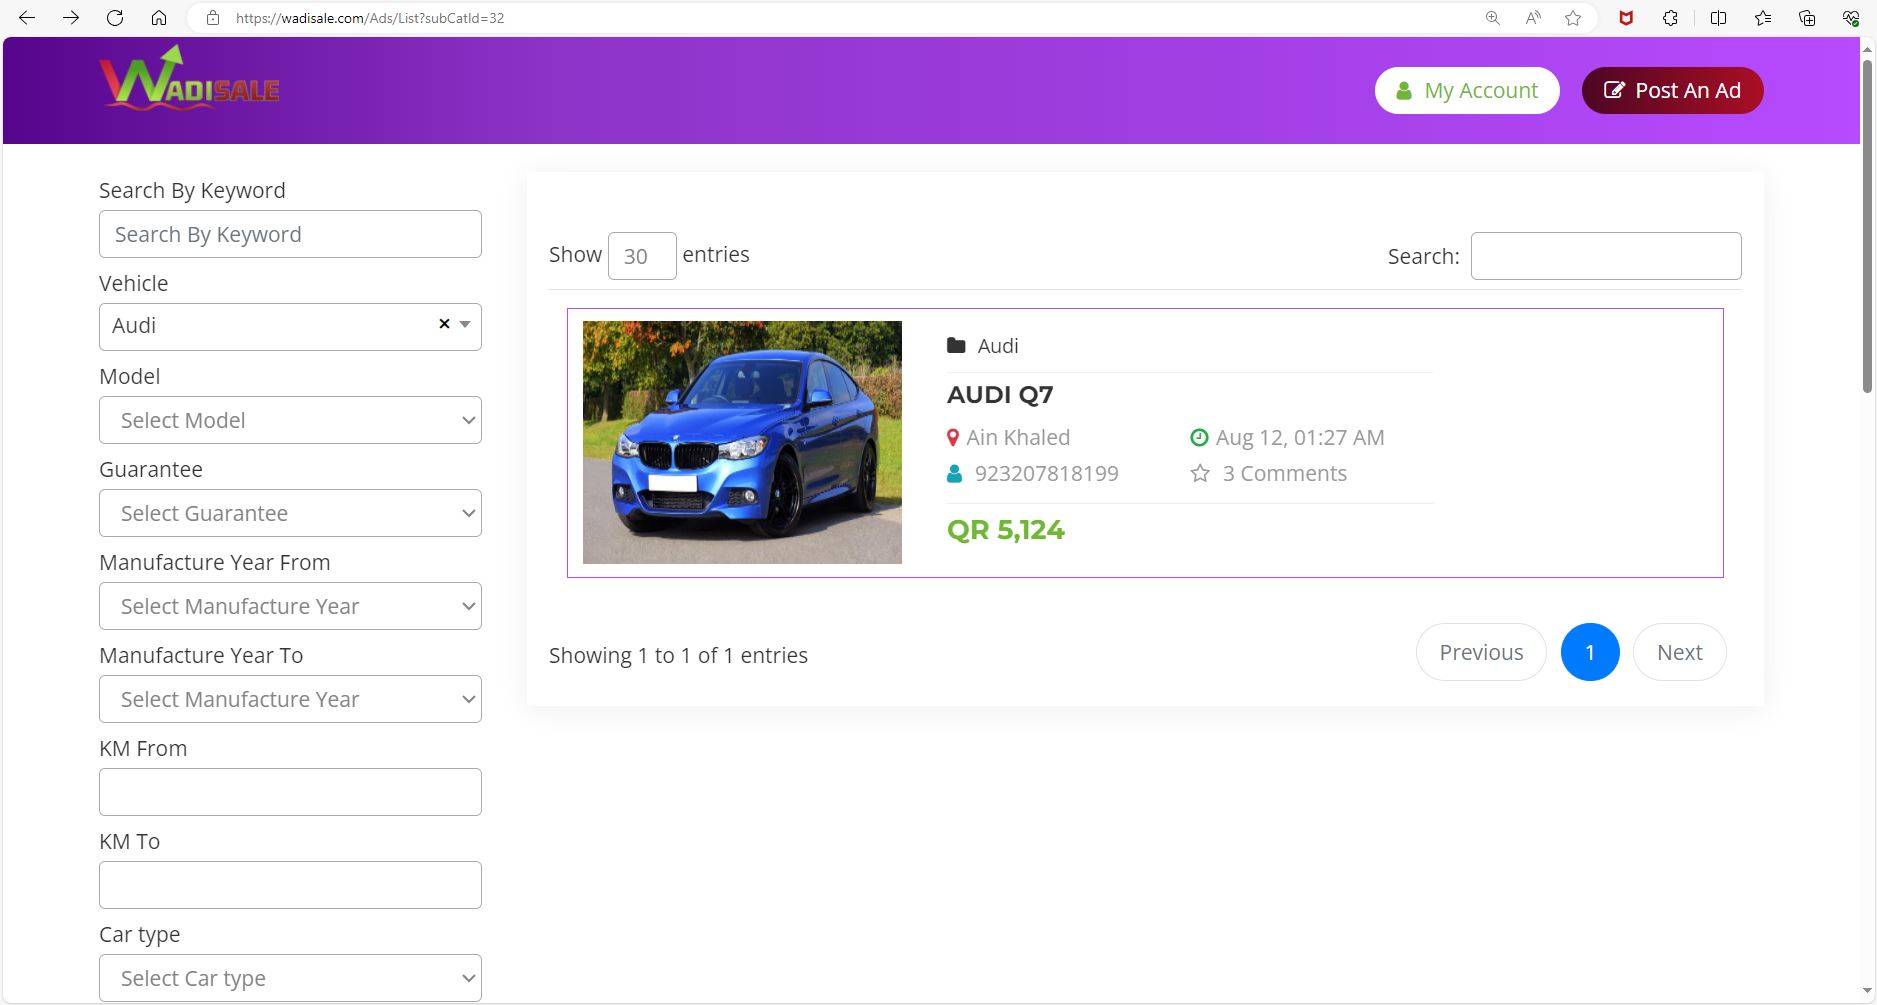 https://wadisale.com/Ads/List?subCatId=32
WADISALE
My Account
Post An Ad
Search By Keyword
Search By Keyword
Vehicle
Audi
Model
Select Model
Guarantee
Select Guarantee
Manufacture Year From
Select Manufacture Year
Manufacture Year To
Select Manufacture Year
KM From
KM To
Car type
Select Car type
Show 30 entries
Search:
Audi
AUDI Q7
Ain Khaled
Aug 12, 01:27 AM
923207818199
3 Comments
QR 5,124
Showing 1 to 1 of 1 entries
Previous
1
Next